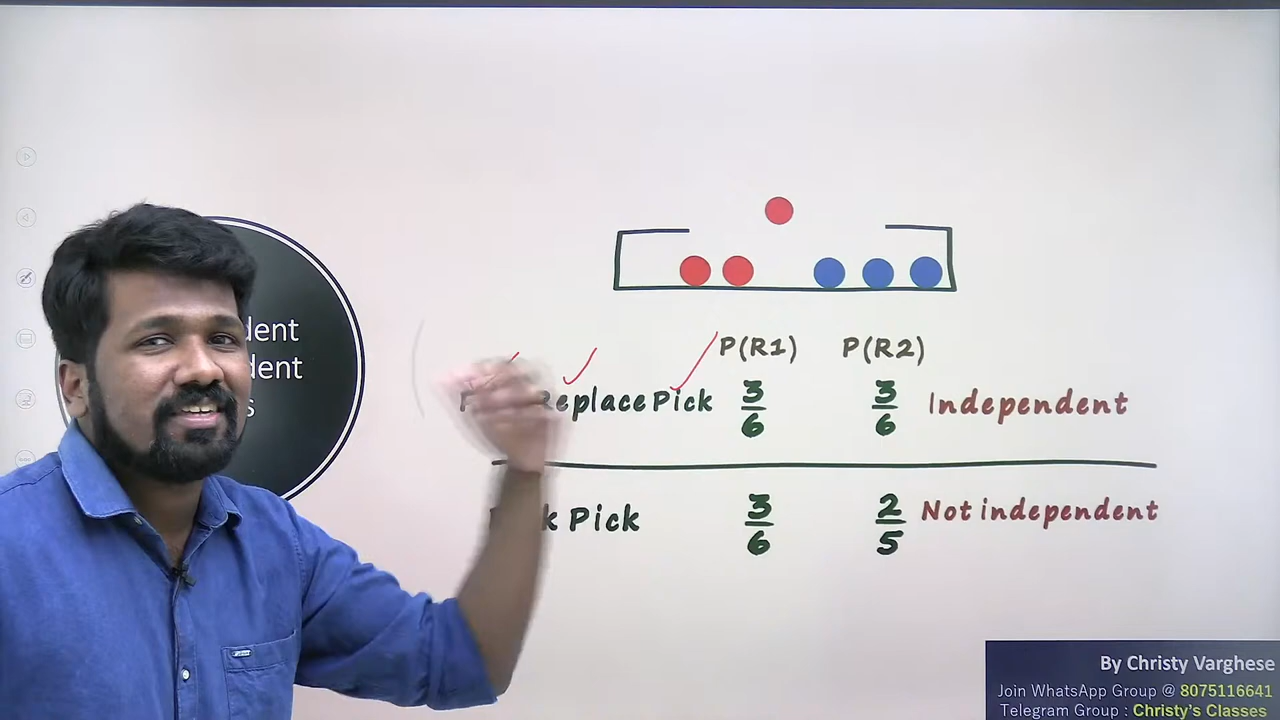 dent
dent
s
P(R1) P(R2)
Replace Pick 3/6 3/6 Independent
Pick 3/6 2/5 Not independent
By Christy Varghese
Join WhatsApp Group @ 8075116641
Telegram Group : Christy's Classes